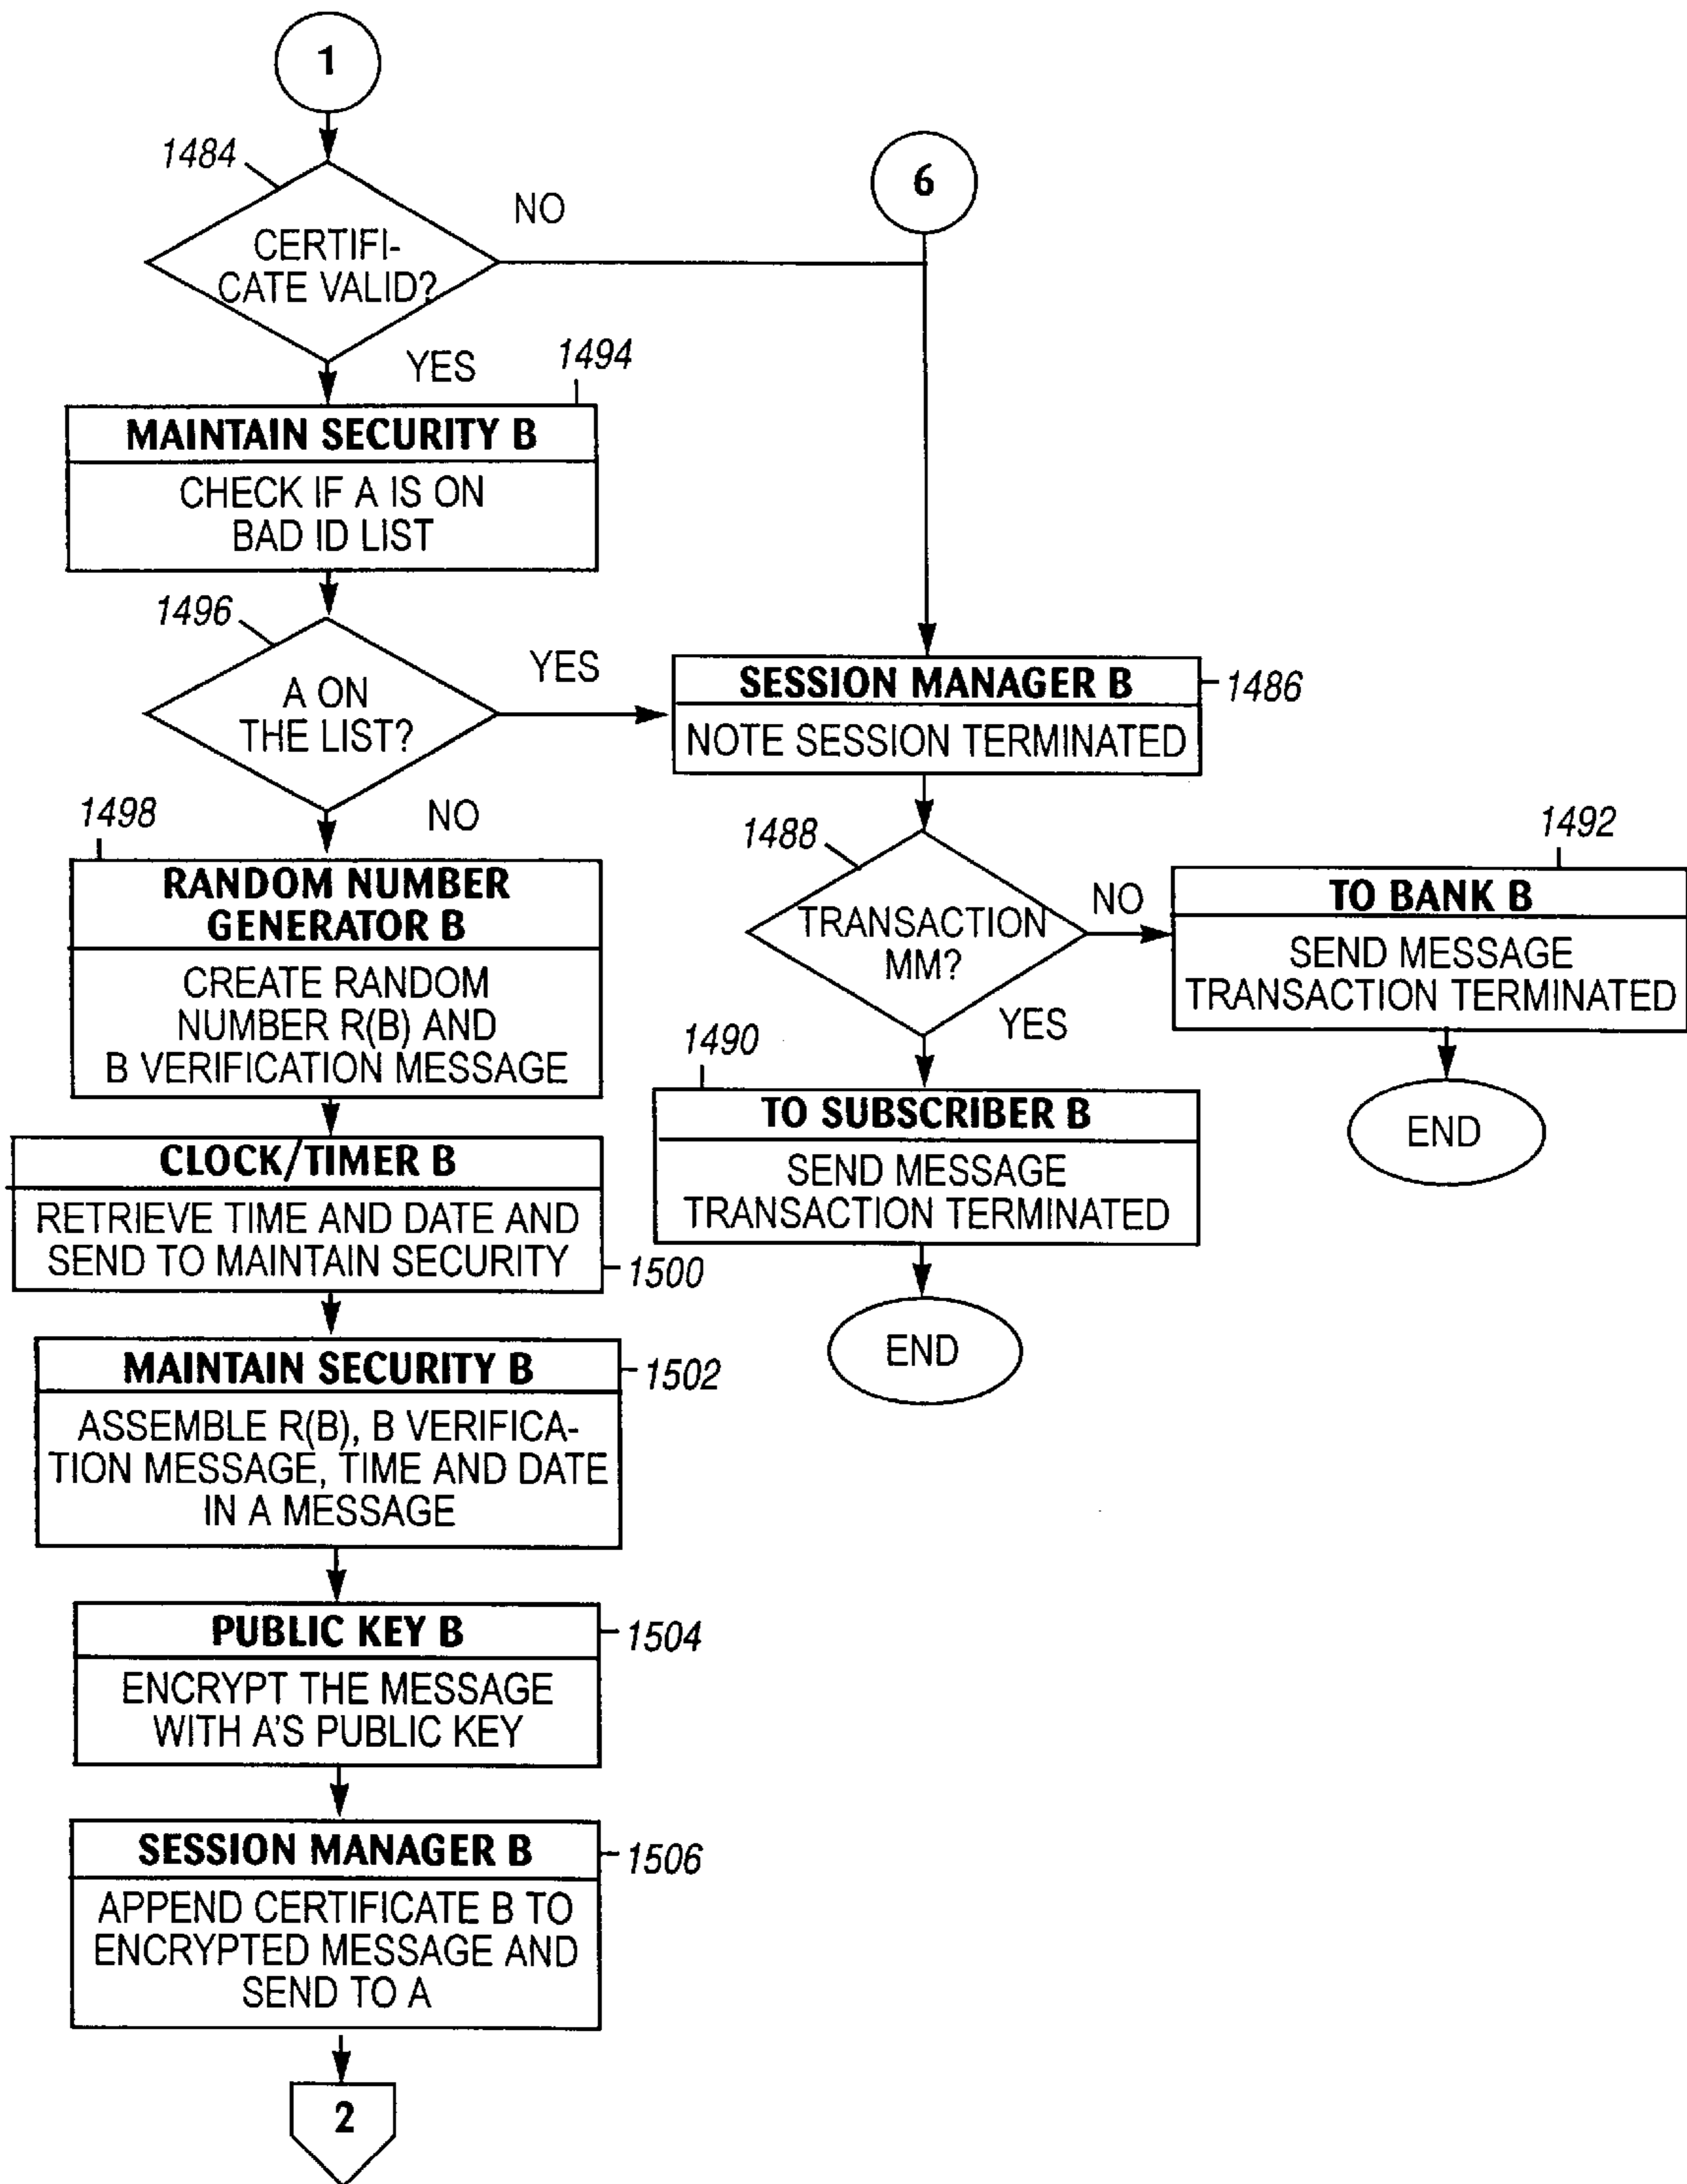 1
1484
CERTIFI-
CATE VALID?
NO
6
YES
1494
MAINTAIN SECURITY B
CHECK IF A IS ON
BAD ID LIST
1496
A ON
THE LIST?
YES
SESSION MANAGER B
1486
NOTE SESSION TERMINATED
NO
1498
RANDOM NUMBER
GENERATOR B
CREATE RANDOM
NUMBER R(B) AND
B VERIFICATION MESSAGE
1488
TRANSACTION
MM?
NO
1492
TO BANK B
SEND MESSAGE
TRANSACTION TERMINATED
END
YES
1490
TO SUBSCRIBER B
SEND MESSAGE
TRANSACTION TERMINATED
END
CLOCK/TIMER B
RETRIEVE TIME AND DATE AND
SEND TO MAINTAIN SECURITY
1500
MAINTAIN SECURITY B
1502
ASSEMBLE R(B), B VERIFICA-
TION MESSAGE, TIME AND DATE
IN A MESSAGE
PUBLIC KEY B
1504
ENCRYPT THE MESSAGE
WITH A'S PUBLIC KEY
SESSION MANAGER B
1506
APPEND CERTIFICATE B TO
ENCRYPTED MESSAGE AND
SEND TO A
2